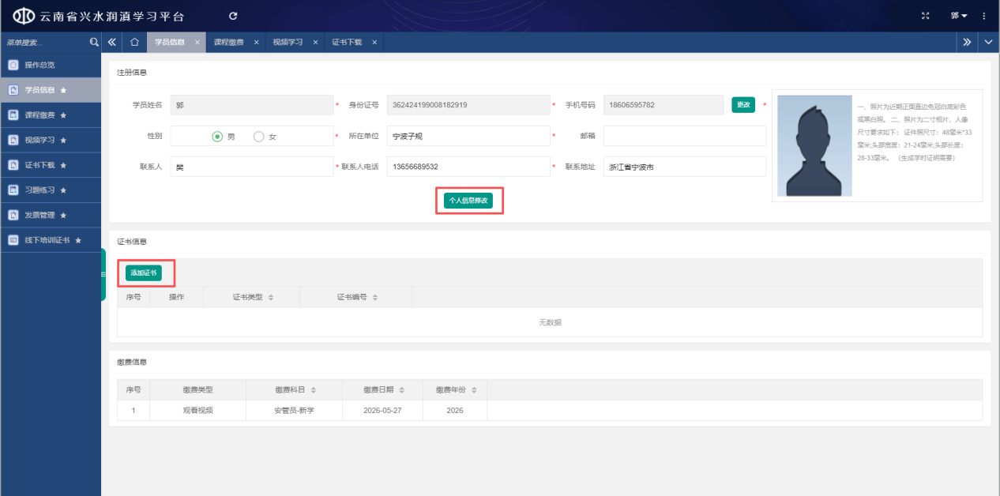 云南省兴水润滇学习平台 郭
菜单搜索... 学员信息 × 课程缴费 × 视频学习 × 证书下载 ×
操作总览
学员信息
课程缴费
视频学习
证书下载
习题练习
发票管理
线下培训证书
注册信息
学员姓名 郭 * 身份证号 362424199008182919 * 手机号码 18606595782 更改 *
性别 男 女 * 所在单位 宁波子规 * 邮箱
联系人 樊 * 联系人电话 13656689532 * 联系地址 浙江省宁波市
一、照片为近期正面直边免冠白底彩色
或黑白照。 二、照片为二寸相片、人像
尺寸要求如下: 证件照尺寸: 48毫米*33
毫米;头部宽度: 21-24毫米;头部长度:
28-33毫米。 (生成学时证明需要)
个人信息修改
证书信息
添加证书
序号 操作 证书类型 证书编号
无数据
缴费信息
序号 缴费类型 缴费科目 缴费日期 缴费年份
1 观看视频 安管员-新学 2026-05-27 2026